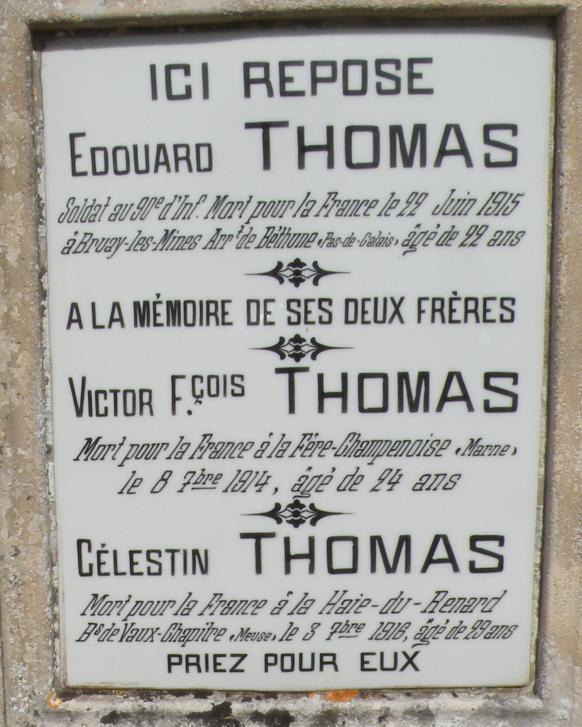 ICI REPOSE
EDOUARD THOMAS
Soldat au 90e d'Inf. Mort pour la France le 22 Juin 1915
à Bruay-les-Mines Arr.t de Béthune (Pas-de-Calais) âgé de 22 ans
A LA MÉMOIRE DE SES DEUX FRÈRES
VICTOR F.ÇOIS THOMAS
Mort pour la France à la Fère-Champenoise (Marne)
le 8 7bre 1914, âgé de 24 ans
CÉLESTIN THOMAS
Mort pour la France à la Haie-du-Renard
Bs de Vaux-Chapitre (Meuse) le 3 7bre 1916, âgé de 29 ans
PRIEZ POUR EUX